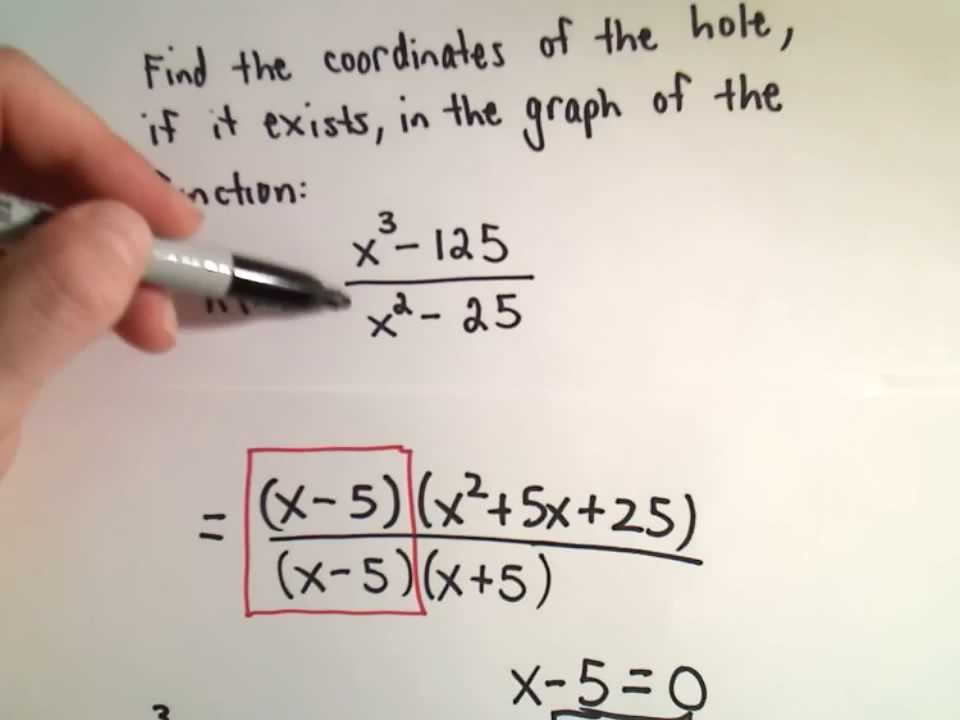 Find the coordinates of the hole,
if it exists, in the graph of the
nction:
x³ - 125
x² - 25
= (x - 5)(x² + 5x + 25)
(x - 5)(x + 5)
x - 5 = 0
3